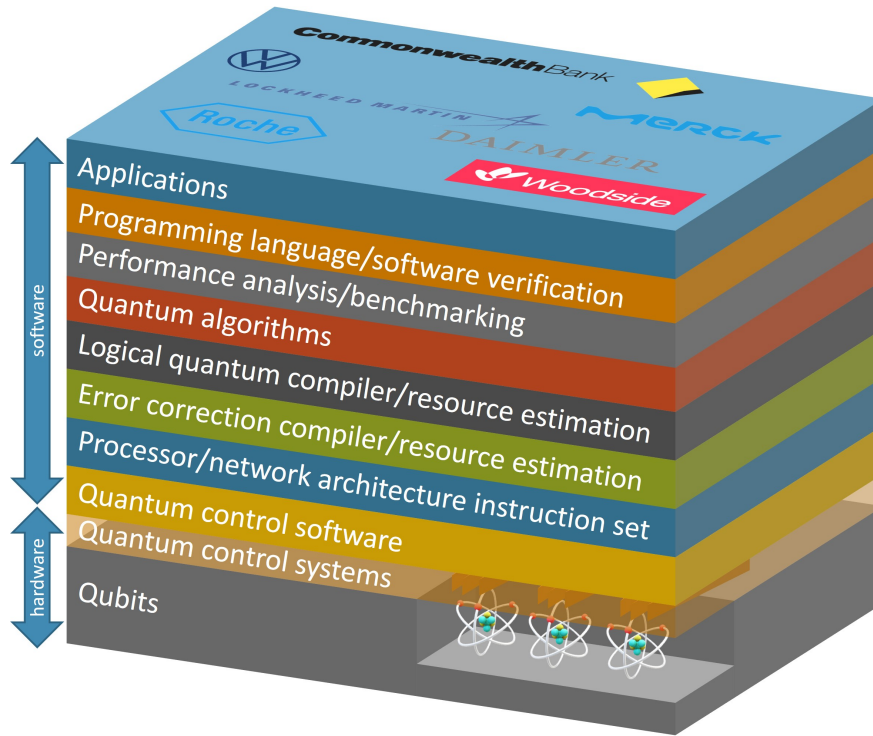 CommonwealthBank
LOCKHEED MARTIN
MERCK
Roche
DAIMLER
Woodside
Applications
Programming language/software verification
Performance analysis/benchmarking
Quantum algorithms
Logical quantum compiler/resource estimation
Error correction compiler/resource estimation
Processor/network architecture instruction set
Quantum control software
Quantum control systems
Qubits
software
hardware